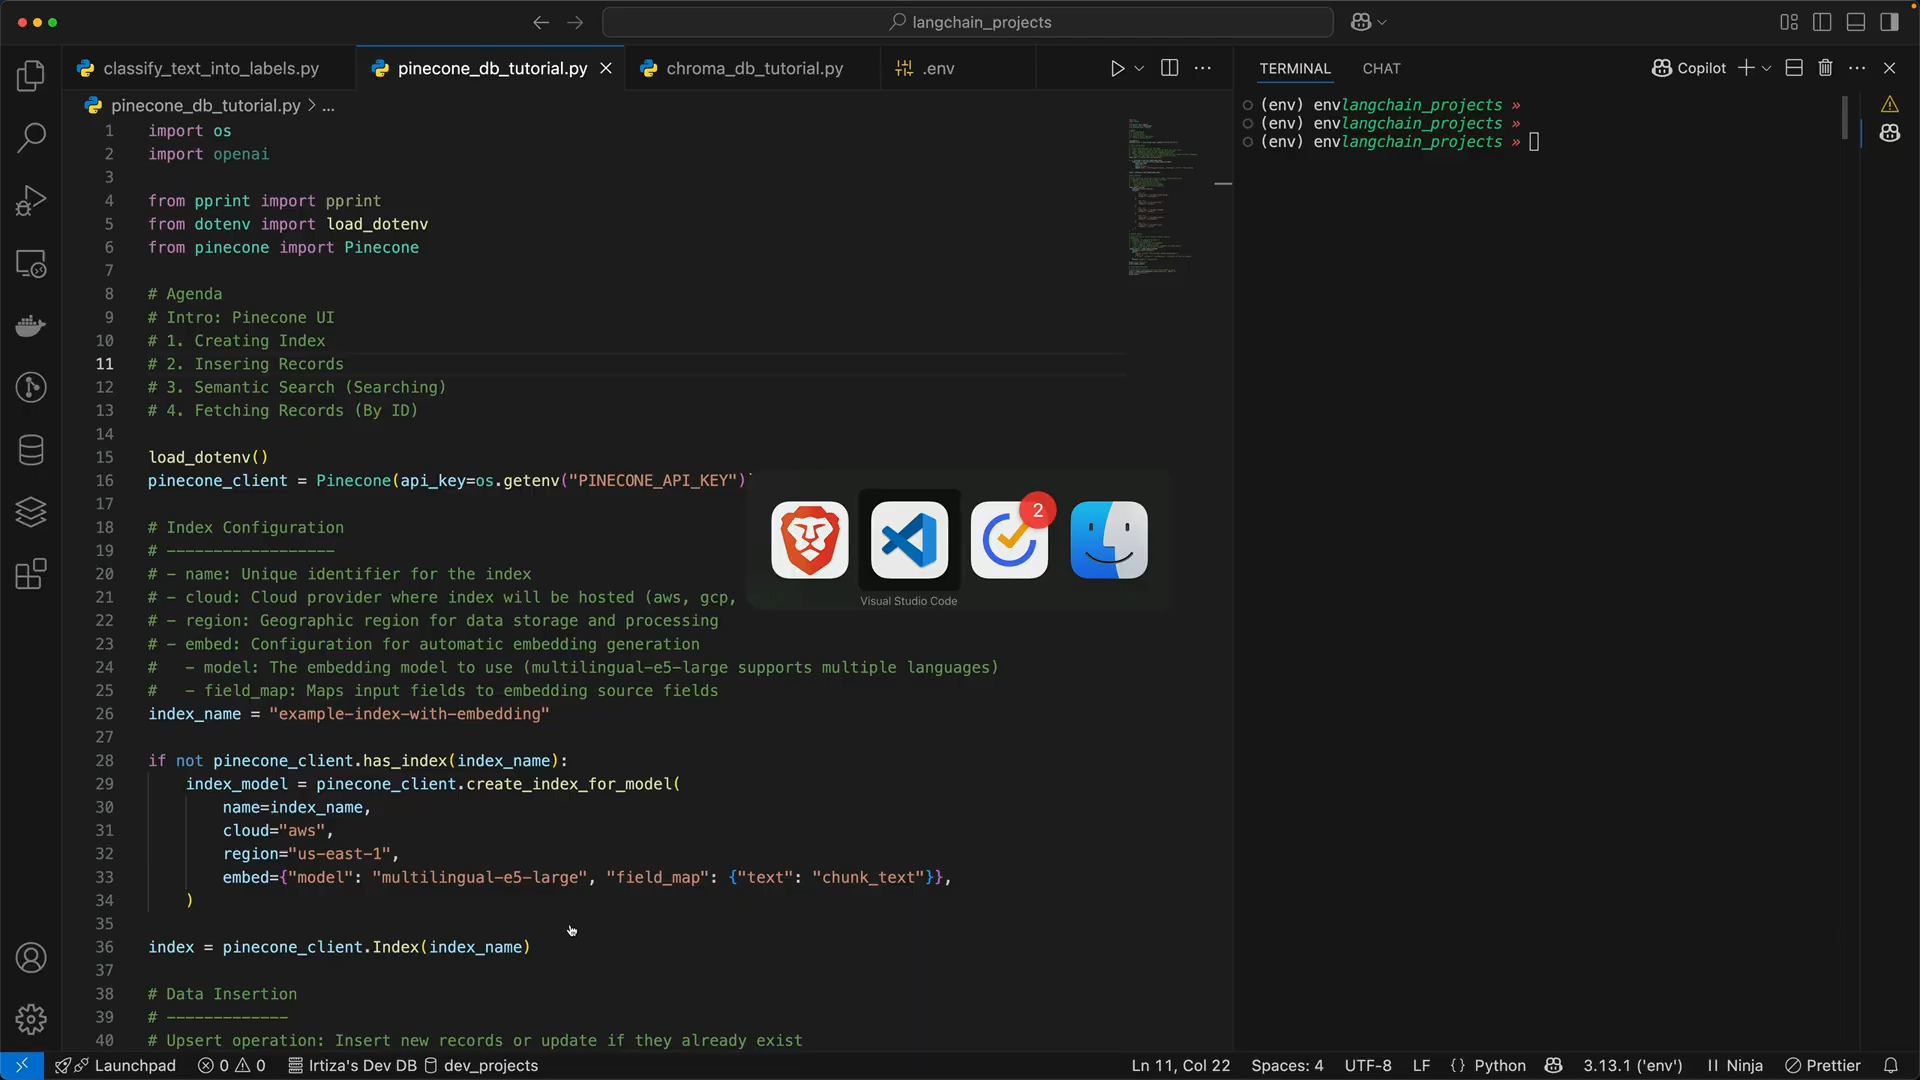 langchain_projects
classify_text_into_labels.py
pinecone_db_tutorial.py
chroma_db_tutorial.py
.env
TERMINAL
CHAT
Copilot
pinecone_db_tutorial.py > ...
(env) envlangchain_projects »
(env) envlangchain_projects »
(env) envlangchain_projects »
1 import os
2 import openai
3
4 from pprint import pprint
5 from dotenv import load_dotenv
6 from pinecone import Pinecone
7
8 # Agenda
9 # Intro: Pinecone UI
10 # 1. Creating Index
11 # 2. Insering Records
12 # 3. Semantic Search (Searching)
13 # 4. Fetching Records (By ID)
14
15 load_dotenv()
16 pinecone_client = Pinecone(api_key=os.getenv("PINECONE_API_KEY")
17
18 # Index Configuration
19 # ------------------
20 # - name: Unique identifier for the index
21 # - cloud: Cloud provider where index will be hosted (aws, gcp,
22 # - region: Geographic region for data storage and processing
23 # - embed: Configuration for automatic embedding generation
24 #   - model: The embedding model to use (multilingual-e5-large supports multiple languages)
25 #   - field_map: Maps input fields to embedding source fields
26 index_name = "example-index-with-embedding"
27
28 if not pinecone_client.has_index(index_name):
29     index_model = pinecone_client.create_index_for_model(
30         name=index_name,
31         cloud="aws",
32         region="us-east-1",
33         embed={"model": "multilingual-e5-large", "field_map": {"text": "chunk_text"}},
34     )
35
36 index = pinecone_client.Index(index_name)
37
38 # Data Insertion
39 # -------------
40 # Upsert operation: Insert new records or update if they already exist
2
Visual Studio Code
Launchpad
0
0
Irtiza's Dev DB
dev_projects
Ln 11, Col 22
Spaces: 4
UTF-8
LF
{} Python
3.13.1 ('env')
Ninja
Prettier